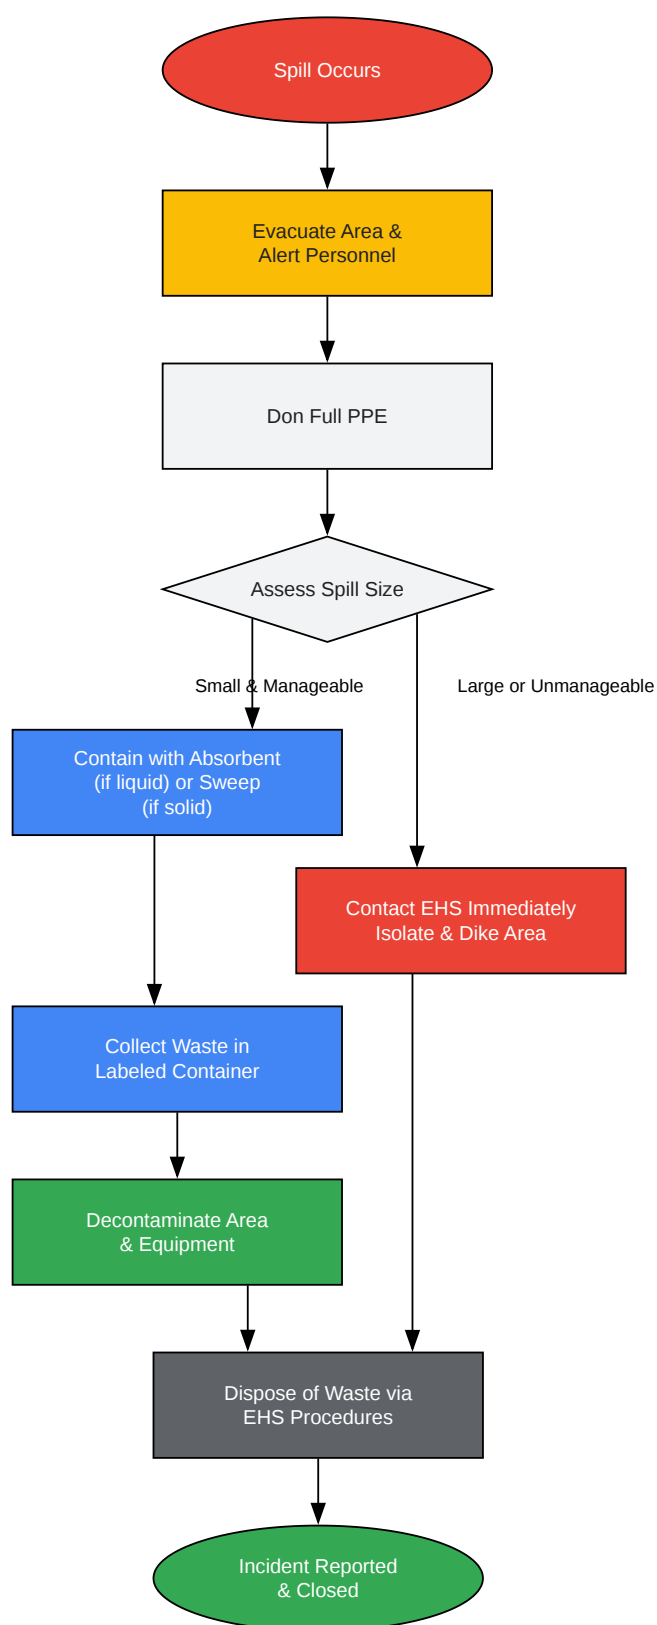 Spill Occurs
Evacuate Area &
Alert Personnel
Don Full PPE
Assess Spill Size
Small & Manageable
Large or Unmanageable
Contain with Absorbent
(if liquid) or Sweep
(if solid)
Contact EHS Immediately
Isolate & Dike Area
Collect Waste in
Labeled Container
Decontaminate Area
& Equipment
Dispose of Waste via
EHS Procedures
Incident Reported
& Closed